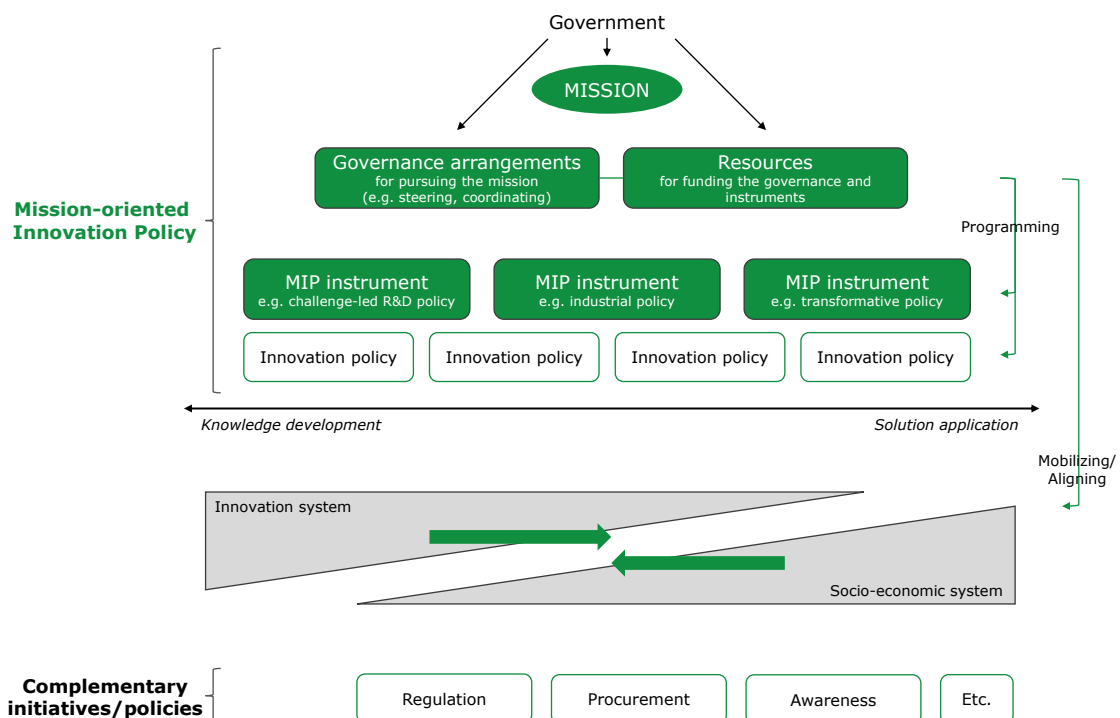 Government
MISSION
Governance arrangements
for pursuing the mission
(e.g. steering, coordinating)
Resources
for funding the governance and
instruments
Mission-oriented
Innovation Policy
Programming
MIP instrument
e.g. challenge-led R&D policy
MIP instrument
e.g. industrial policy
MIP instrument
e.g. transformative policy
Innovation policy
Innovation policy
Innovation policy
Innovation policy
Knowledge development
Solution application
Mobilizing/
Aligning
Innovation system
Socio-economic system
Complementary
initiatives/policies
Regulation
Procurement
Awareness
Etc.